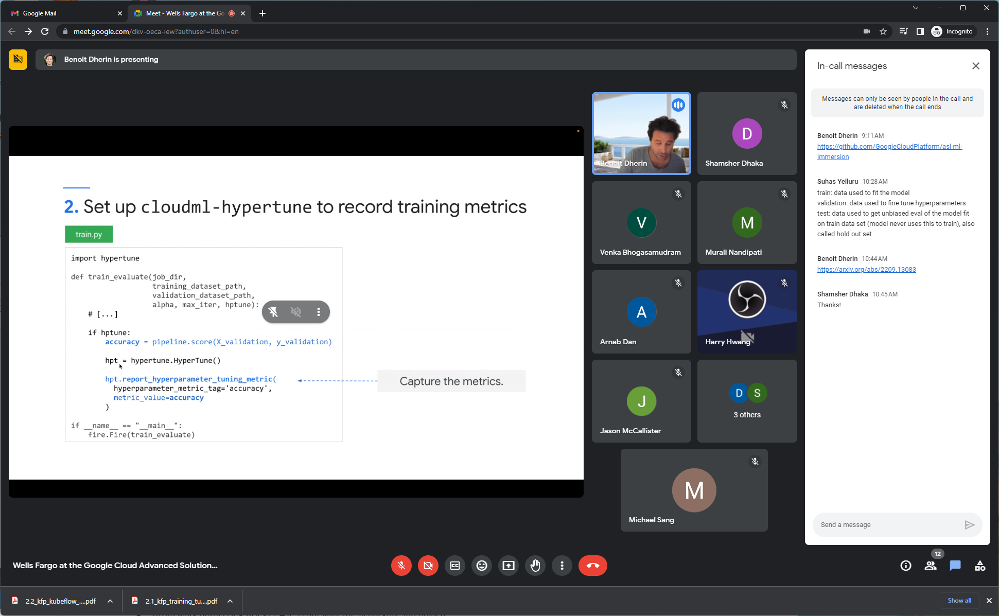 Google Mail
Meet - Wells Fargo at the Go
meet.google.com/dkv-oeca-iew?authuser=0&hl=en
Incognito
Benoit Dherin is presenting
2. Set up cloudml-hypertune to record training metrics
train.py
import hypertune
def train_evaluate(job_dir,
training_dataset_path,
validation_dataset_path,
alpha, max_iter, hptune):
# [...]
if hptune:
accuracy = pipeline.score(X_validation, y_validation)
hpt = hypertune.HyperTune()
hpt.report_hyperparameter_tuning_metric(
hyperparameter_metric_tag='accuracy',
metric_value=accuracy
)
if __name__ == "__main__":
fire.Fire(train_evaluate)
Capture the metrics.
Benoit Dherin
D
Shamsher Dhaka
V
Venka Bhogasamudram
M
Murali Nandipati
A
Arnab Dan
Harry Hwang
J
Jason McCallister
D S
3 others
M
Michael Sang
In-call messages
Messages can only be seen by people in the call and
are deleted when the call ends
Benoit Dherin 9:11 AM
https://github.com/GoogleCloudPlatform/asl-ml-
immersion
Suhas Yelluru 10:28 AM
train: data used to fit the model
validation: data used to fine tune hyperparameters
test: data used to get unbiased eval of the model fit
on train data set (model never uses this to train), also
called hold out set
Benoit Dherin 10:44 AM
https://arxiv.org/abs/2209.13083
Shamsher Dhaka 10:45 AM
Thanks!
Send a message
Wells Fargo at the Google Cloud Advanced Solution...
CC
12
2.2_kfp_kubeflow_....pdf
2.1_kfp_training_tu....pdf
Show all